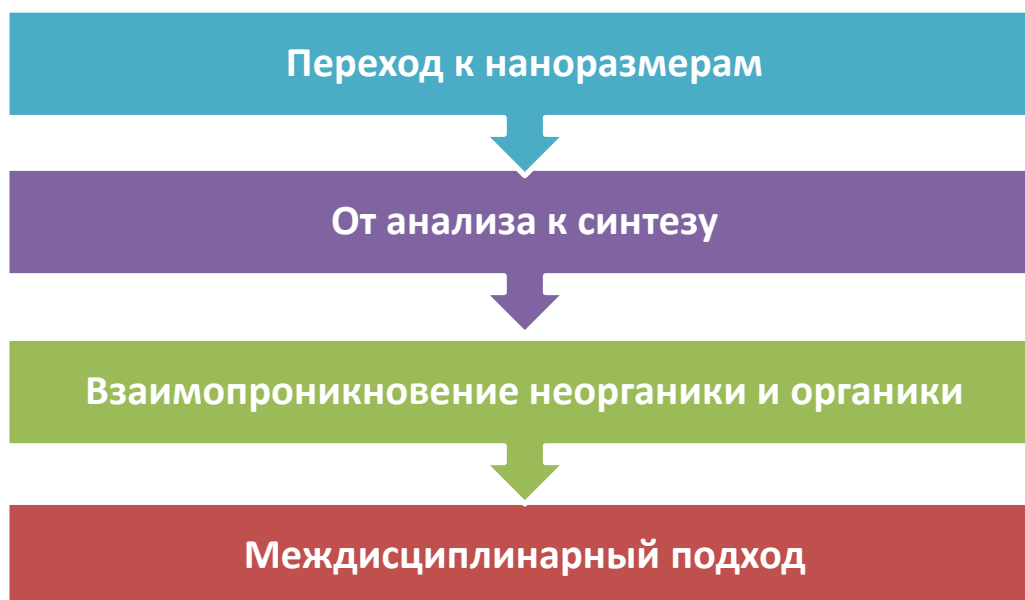 Переход к наноразмерам
От анализа к синтезу
Взаимопроникновение неорганики и органики
Междисциплинарный подход